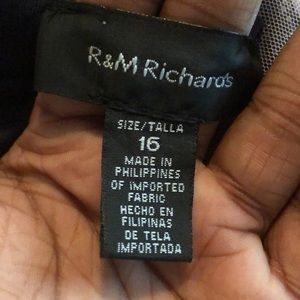 R&M Richards
SIZE/TALLA
16
MADE IN
PHILIPPINES
OF IMPORTED
FABRIC
HECHO EN
FILIPINAS
DE TELA
IMPORTADA